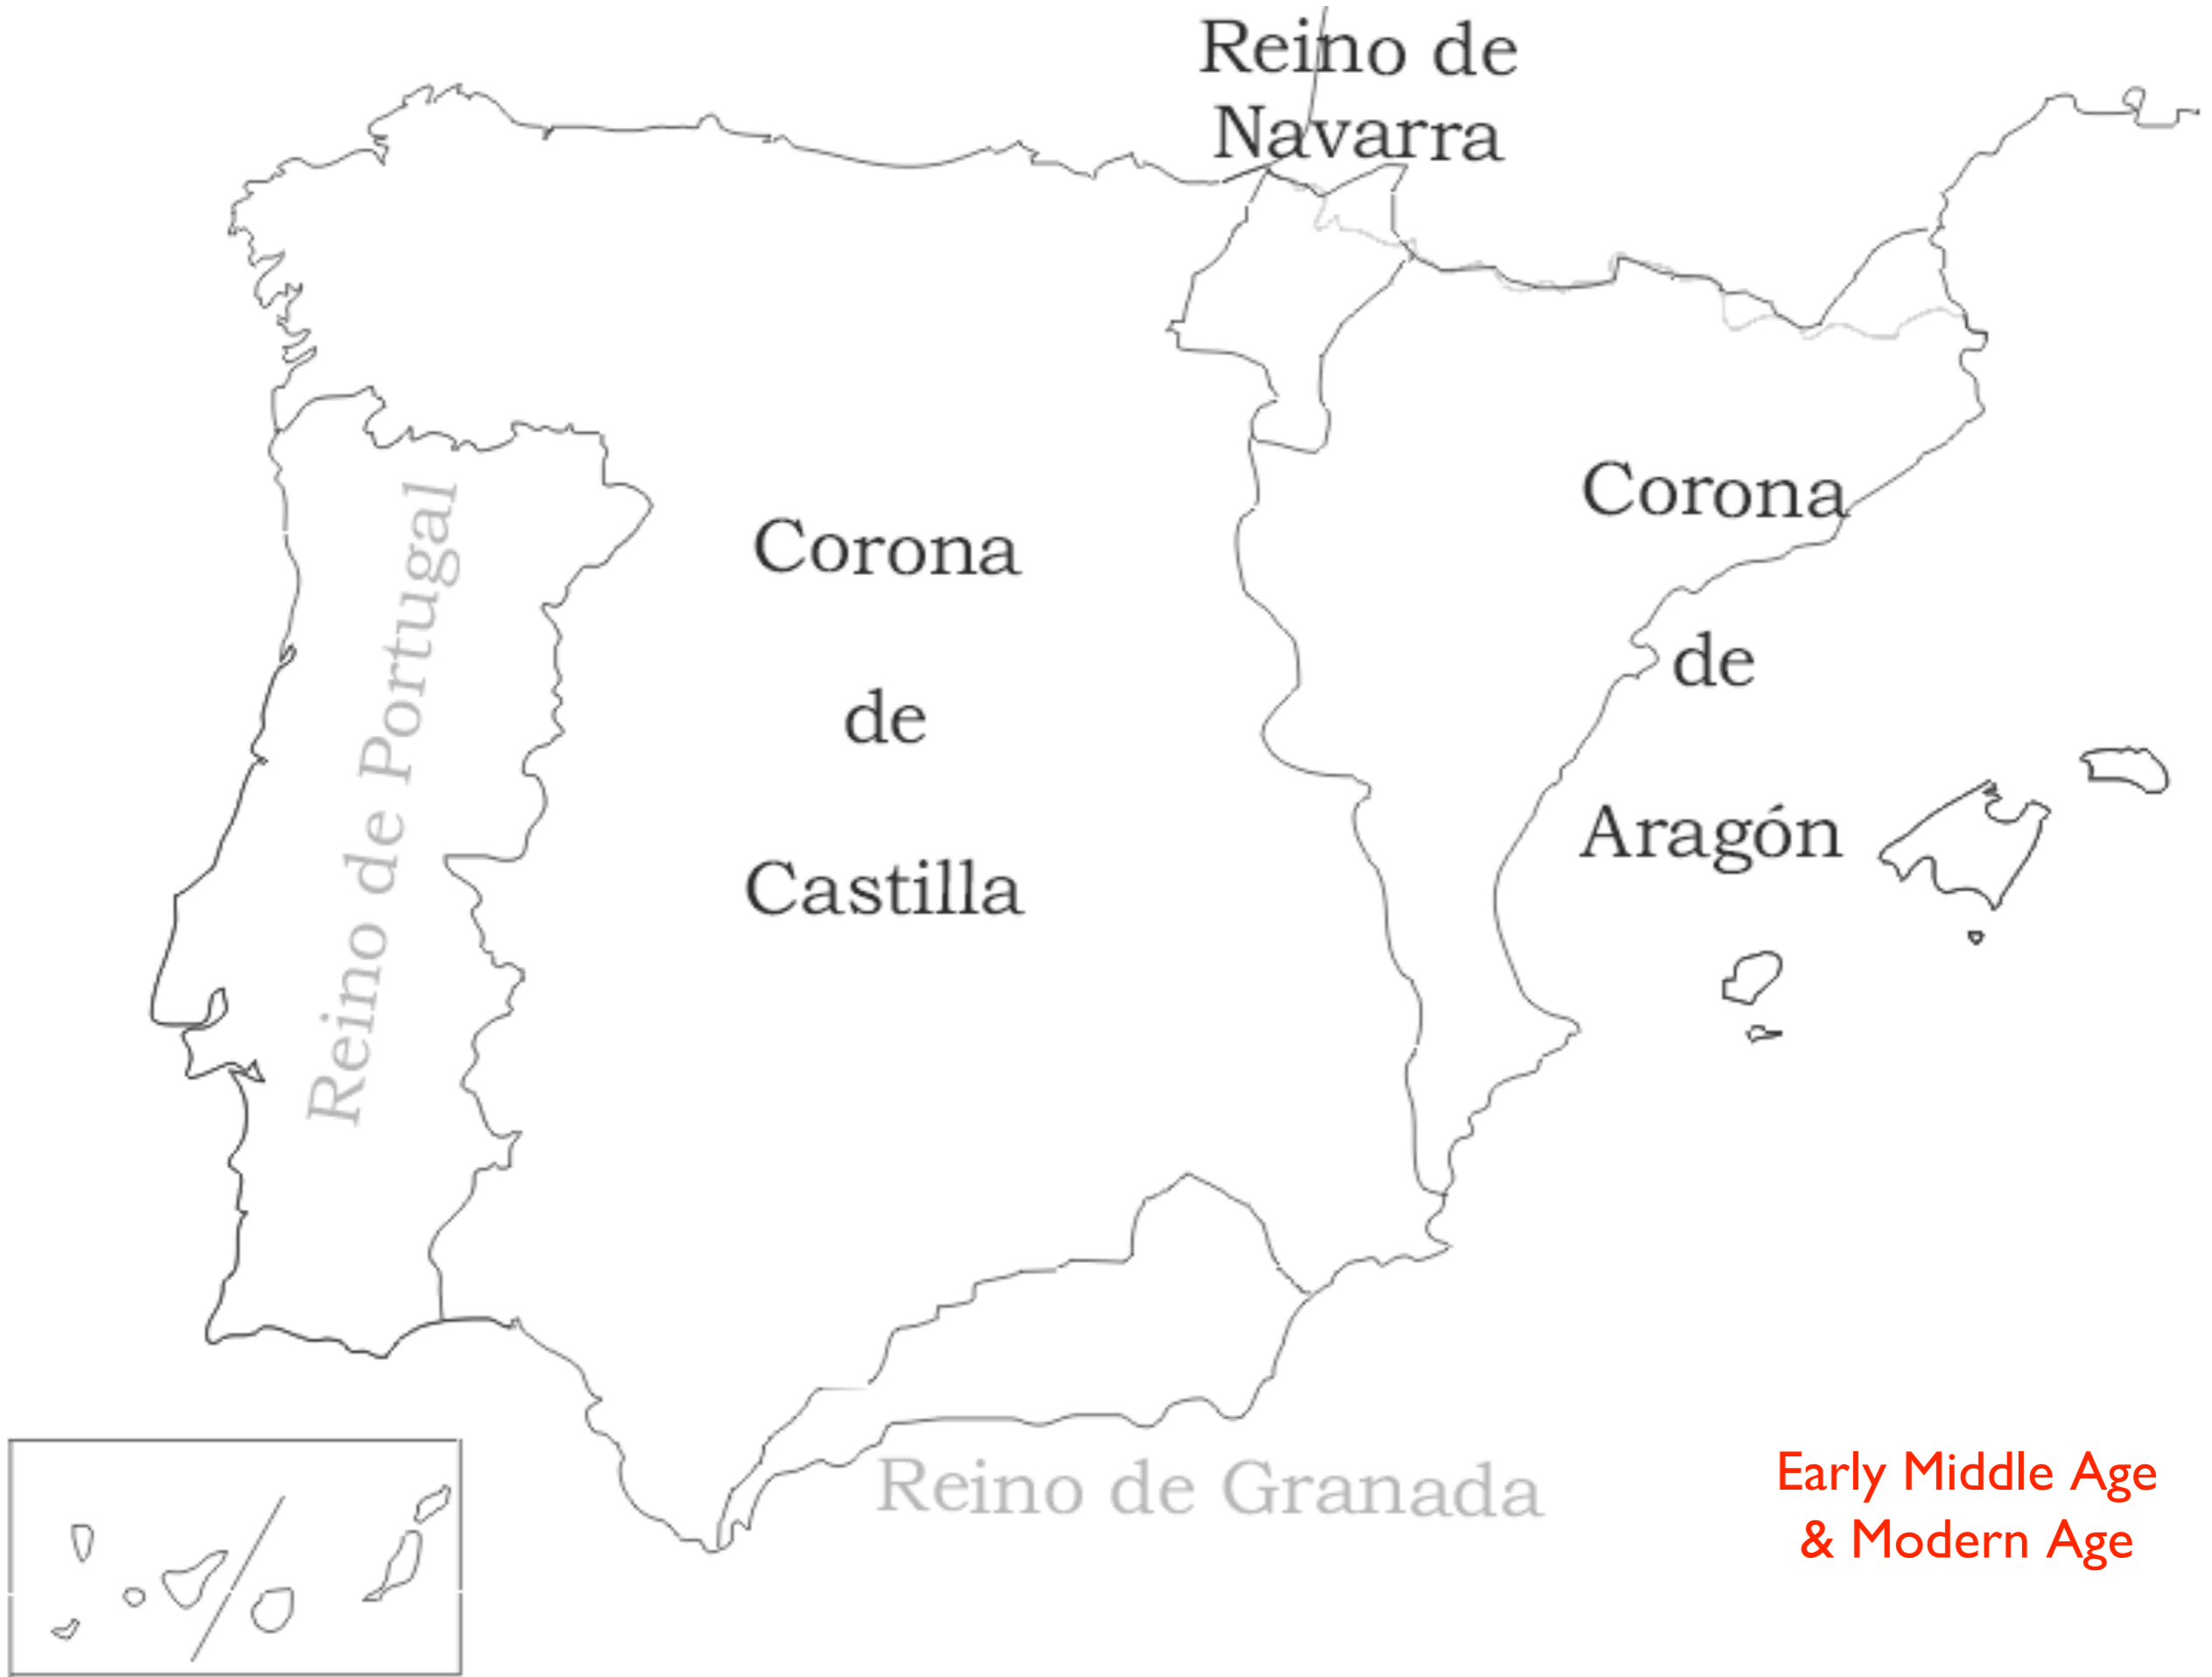 Reino de
Navarra
Corona
de
Castilla
Corona
de
Aragón
Reino de Portugal
Reino de Granada
Early Middle Age
& Modern Age